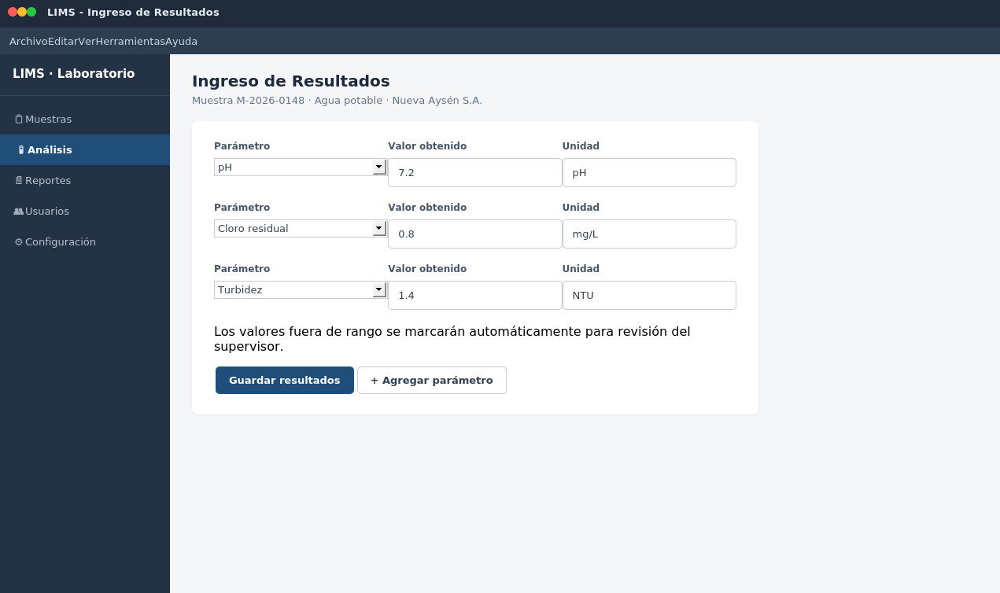 LIMS - Ingreso de Resultados
ArchivoEditarVerHerramientasAyuda
LIMS · Laboratorio
Muestras
Análisis
Reportes
Usuarios
Configuración
Ingreso de Resultados
Muestra M-2026-0148 · Agua potable · Nueva Aysén S.A.
Parámetro Valor obtenido Unidad
pH 7.2 pH
Parámetro Valor obtenido Unidad
Cloro residual 0.8 mg/L
Parámetro Valor obtenido Unidad
Turbidez 1.4 NTU
Los valores fuera de rango se marcarán automáticamente para revisión del
supervisor.
Guardar resultados + Agregar parámetro